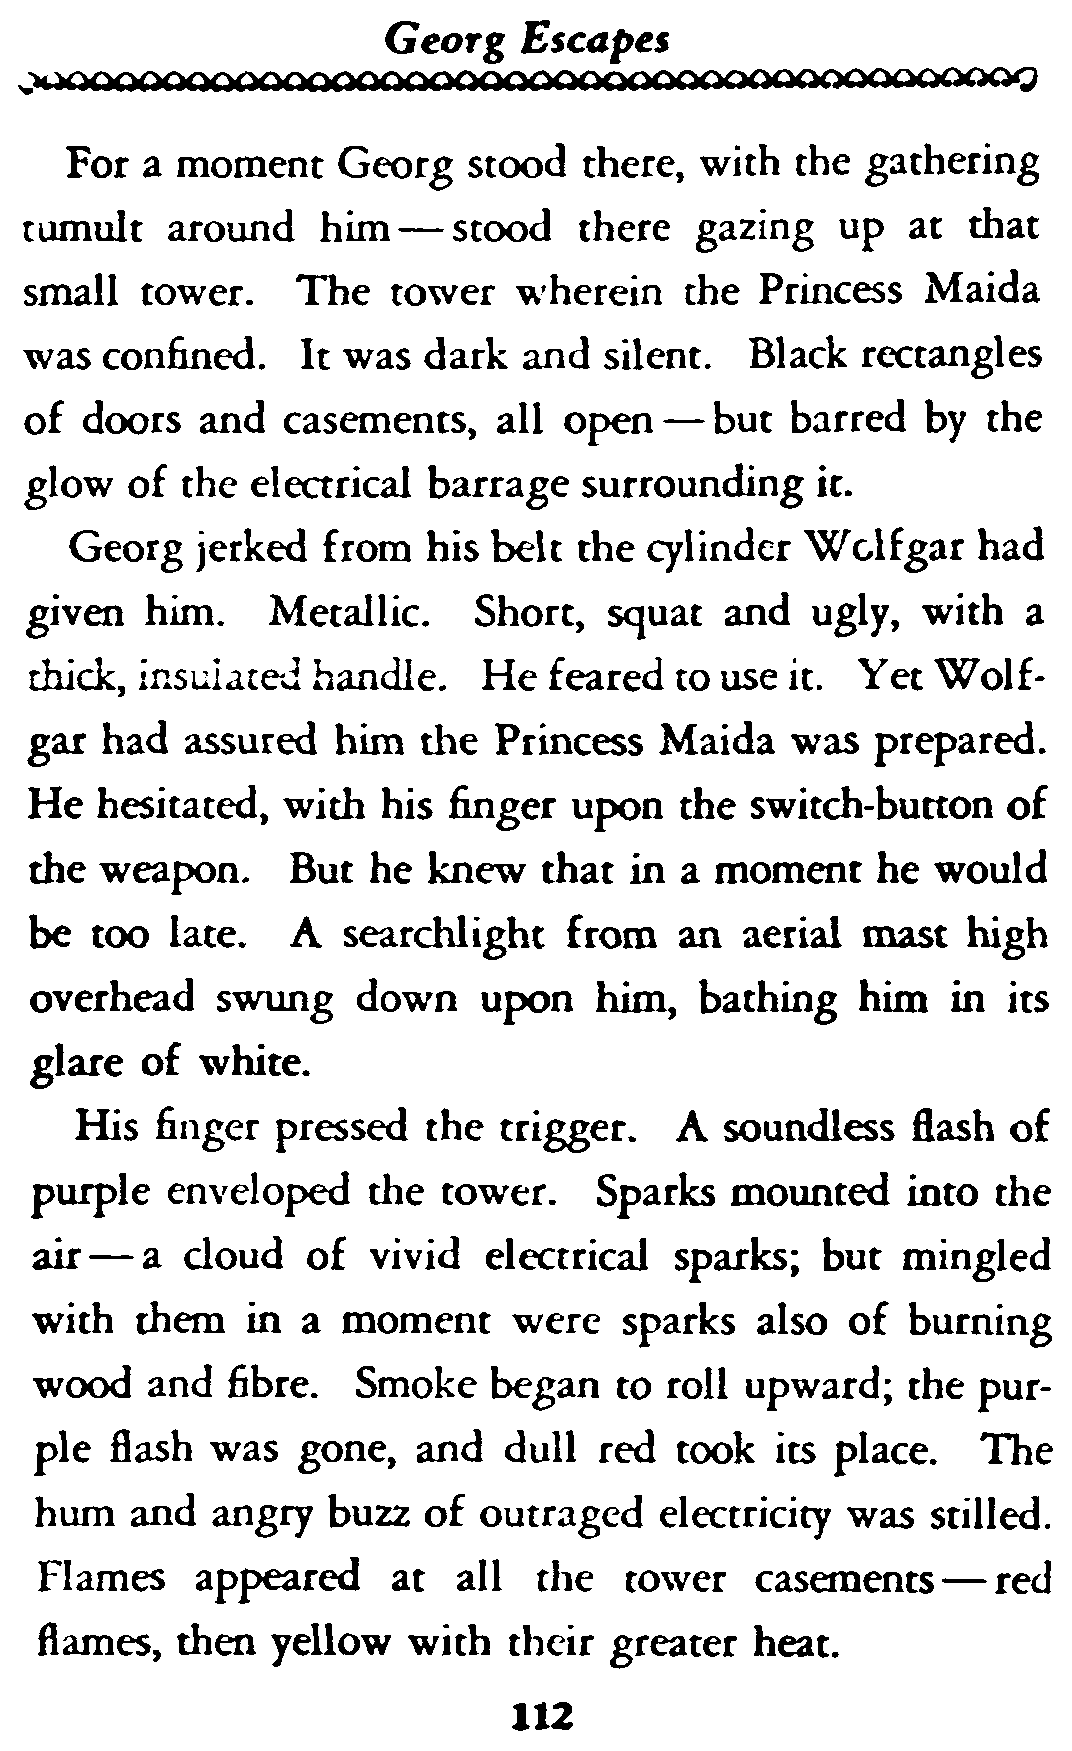 Georg Escapes
For a moment Georg stood there, with the gathering
tumult around him—stood there gazing up at that
small tower. The tower wherein the Princess Maida
was confined. It was dark and silent. Black rectangles
of doors and casements, all open—but barred by the
glow of the electrical barrage surrounding it.
Georg jerked from his belt the cylinder Wolfgar had
given him. Metallic. Short, squat and ugly, with a
thick, insulated handle. He feared to use it. Yet Wolf-
gar had assured him the Princess Maida was prepared.
He hesitated, with his finger upon the switch-button of
the weapon. But he knew that in a moment he would
be too late. A searchlight from an aerial mast high
overhead swung down upon him, bathing him in its
glare of white.
His finger pressed the trigger. A soundless flash of
purple enveloped the tower. Sparks mounted into the
air—a cloud of vivid electrical sparks; but mingled
with them in a moment were sparks also of burning
wood and fibre. Smoke began to roll upward; the pur-
ple flash was gone, and dull red took its place. The
hum and angry buzz of outraged electricity was stilled.
Flames appeared at all the tower casements—red
flames, then yellow with their greater heat.
112